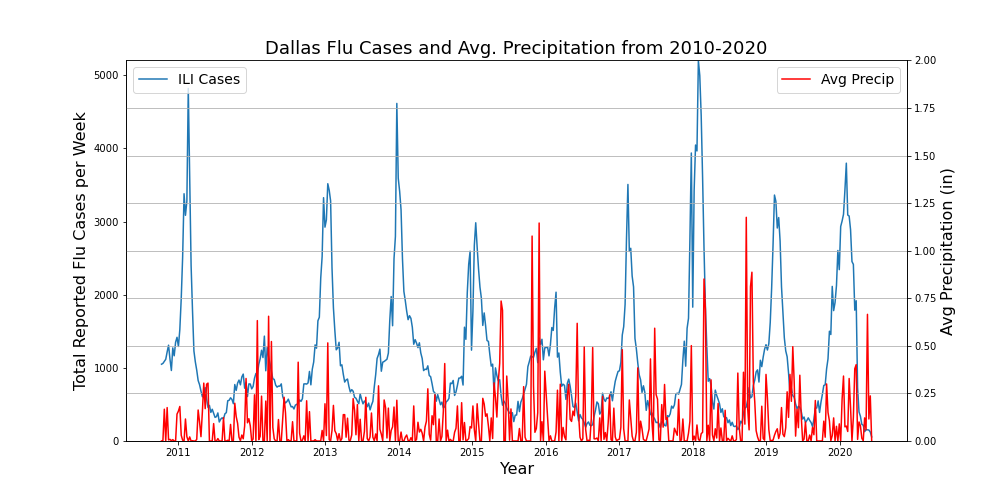 Dallas Flu Cases and Avg. Precipitation from 2010-2020
ILI Cases
Avg Precip
Total Reported Flu Cases per Week
5000
4000
3000
2000
1000
0
2.00
1.75
1.50
1.25
1.00
0.75
0.50
0.25
0.00
Avg Precipitation (in)
2011 2012 2013 2014 2015 2016 2017 2018 2019 2020
Year